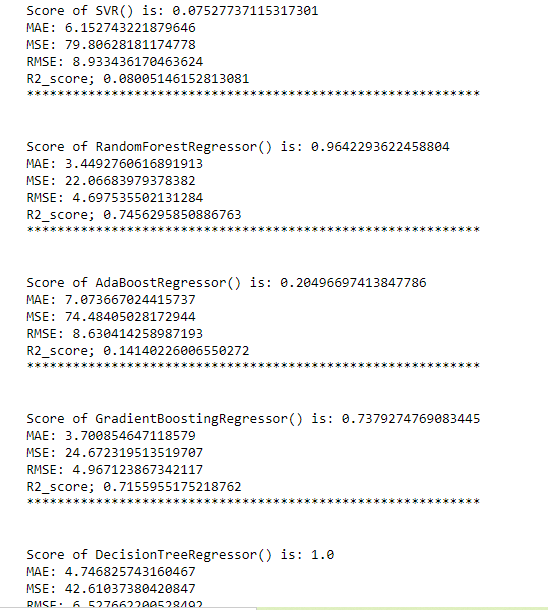 Score of SVR() is: 0.07527737115317301
MAE: 6.152743221879646
MSE: 79.80628181174778
RMSE: 8.933436170463624
R2_score; 0.08005146152813081
***********************************************************
Score of RandomForestRegressor() is: 0.9642293622458804
MAE: 3.4492760616891913
MSE: 22.06683979378382
RMSE: 4.697535502131284
R2_score; 0.7456295850886763
***********************************************************
Score of AdaBoostRegressor() is: 0.20496697413847786
MAE: 7.073667024415737
MSE: 74.48405028172944
RMSE: 8.630414258987193
R2_score; 0.14140226006550272
***********************************************************
Score of GradientBoostingRegressor() is: 0.7379274769083445
MAE: 3.700854647118579
MSE: 24.672319513519707
RMSE: 4.967123867342117
R2_score; 0.7155955175218762
***********************************************************
Score of DecisionTreeRegressor() is: 1.0
MAE: 4.746825743160467
MSE: 42.61037380420847
RMSE: 6.527662200528492